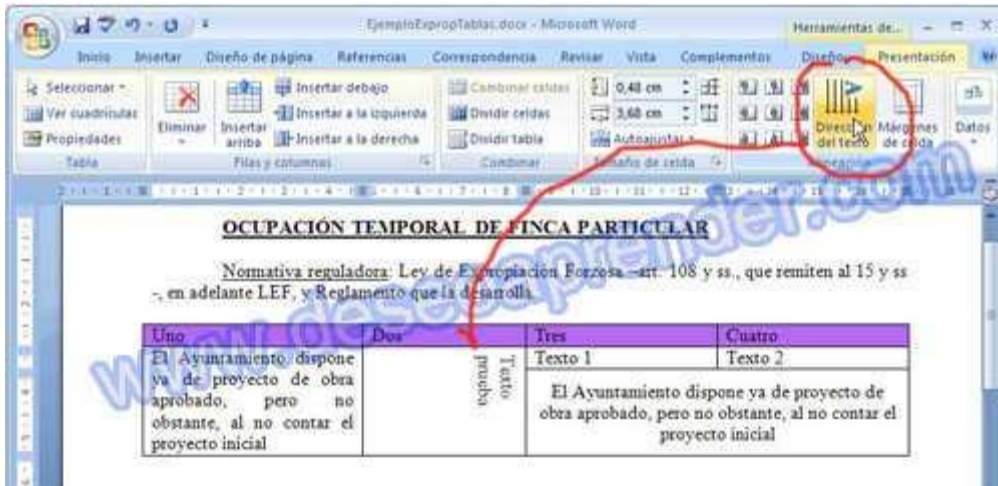 EjemploExpropTablas.docx - Microsoft Word
Herramientas de...
Inicio Insertar Diseño de página Referencias Correspondencia Revisar Vista Complementos Diseño Presentación
Seleccionar
Ver cuadrículas
Propiedades
Tabla
Eliminar
Insertar arriba
Insertar debajo
Insertar a la izquierda
Insertar a la derecha
Filas y columnas
Combinar celdas
Dividir celdas
Dividir tabla
Combinar
0,48 cm
3,68 cm
Autoajustar
Tamaño de celda
Dirección del texto
Márgenes de celda
Datos
www.deseoaprender.com
OCUPACIÓN TEMPORAL DE FINCA PARTICULAR
Normativa reguladora: Ley de Expropiación Forzosa –art. 108 y ss., que remiten al 15 y ss
-, en adelante LEF, y Reglamento que la desarrolla.
Uno Dos Tres Cuatro
El Ayuntamiento dispone
ya de proyecto de obra
aprobado, pero no
obstante, al no contar el
proyecto inicial
Texto
prueba
Texto 1 Texto 2
El Ayuntamiento dispone ya de proyecto de
obra aprobado, pero no obstante, al no contar el
proyecto inicial